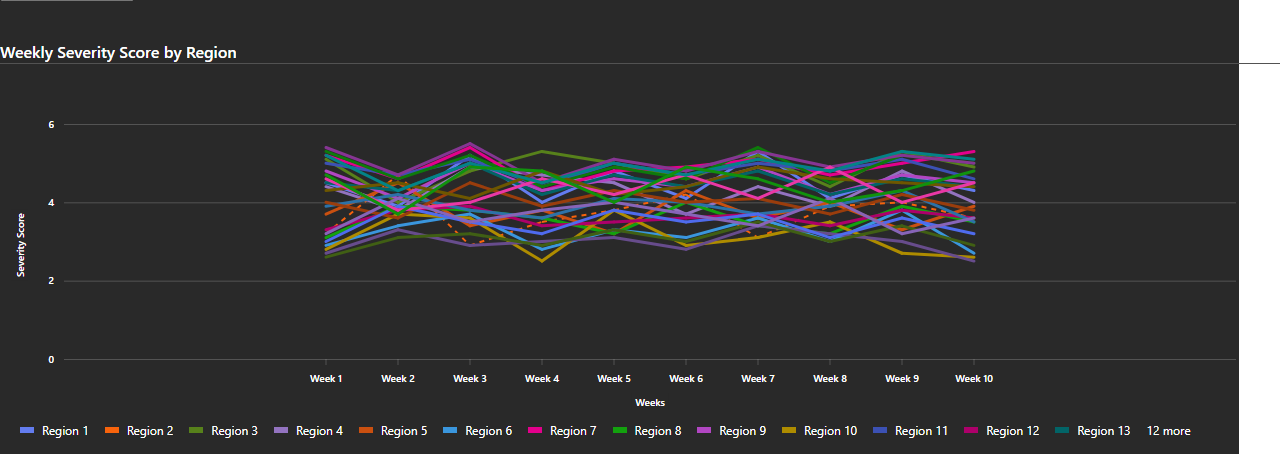 Weekly Severity Score by Region
6
4
2
0
Severity Score
Week 1 Week 2 Week 3 Week 4 Week 5 Week 6 Week 7 Week 8 Week 9 Week 10
Weeks
Region 1 Region 2 Region 3 Region 4 Region 5 Region 6 Region 7 Region 8 Region 9 Region 10 Region 11 Region 12 Region 13 12 more